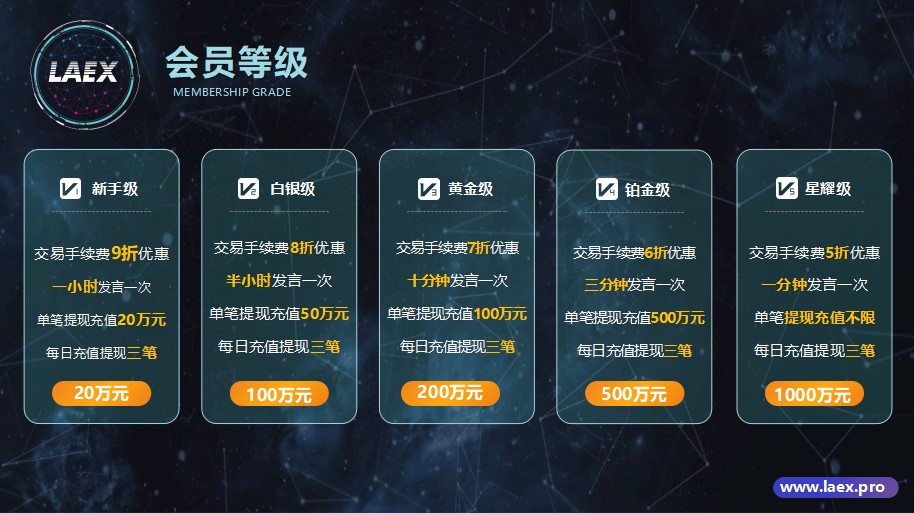 LAEX
会员等级
MEMBERSHIP GRADE
V1 新手级
交易手续费9折优惠
一小时发言一次
单笔提现充值20万元
每日充值提现三笔
20万元
V2 白银级
交易手续费8折优惠
半小时发言一次
单笔提现充值50万元
每日充值提现三笔
100万元
V3 黄金级
交易手续费7折优惠
十分钟发言一次
单笔提现充值100万元
每日充值提现三笔
200万元
V4 铂金级
交易手续费6折优惠
三分钟发言一次
单笔提现充值500万元
每日充值提现三笔
500万元
V5 星耀级
交易手续费5折优惠
一分钟发言一次
单笔提现充值不限
每日充值提现三笔
1000万元
www.laex.pro